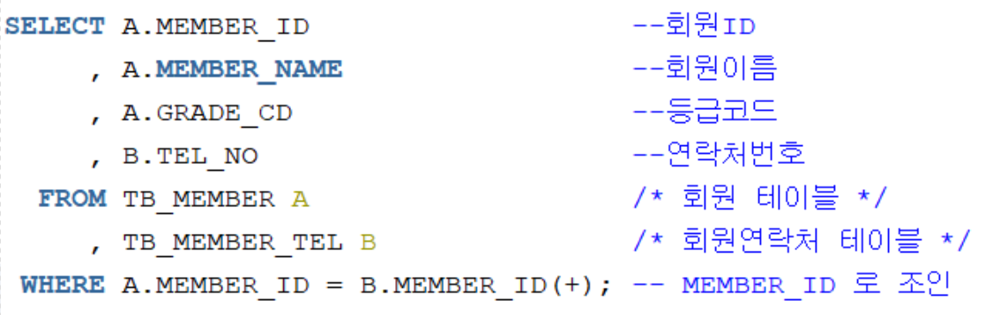 SELECT A.MEMBER_ID --회원ID
, A.MEMBER_NAME --회원이름
, A.GRADE_CD --등급코드
, B.TEL_NO --연락처번호
FROM TB_MEMBER A /* 회원 테이블 */
, TB_MEMBER_TEL B /* 회원연락처 테이블 */
WHERE A.MEMBER_ID = B.MEMBER_ID(+); -- MEMBER_ID 로 조인